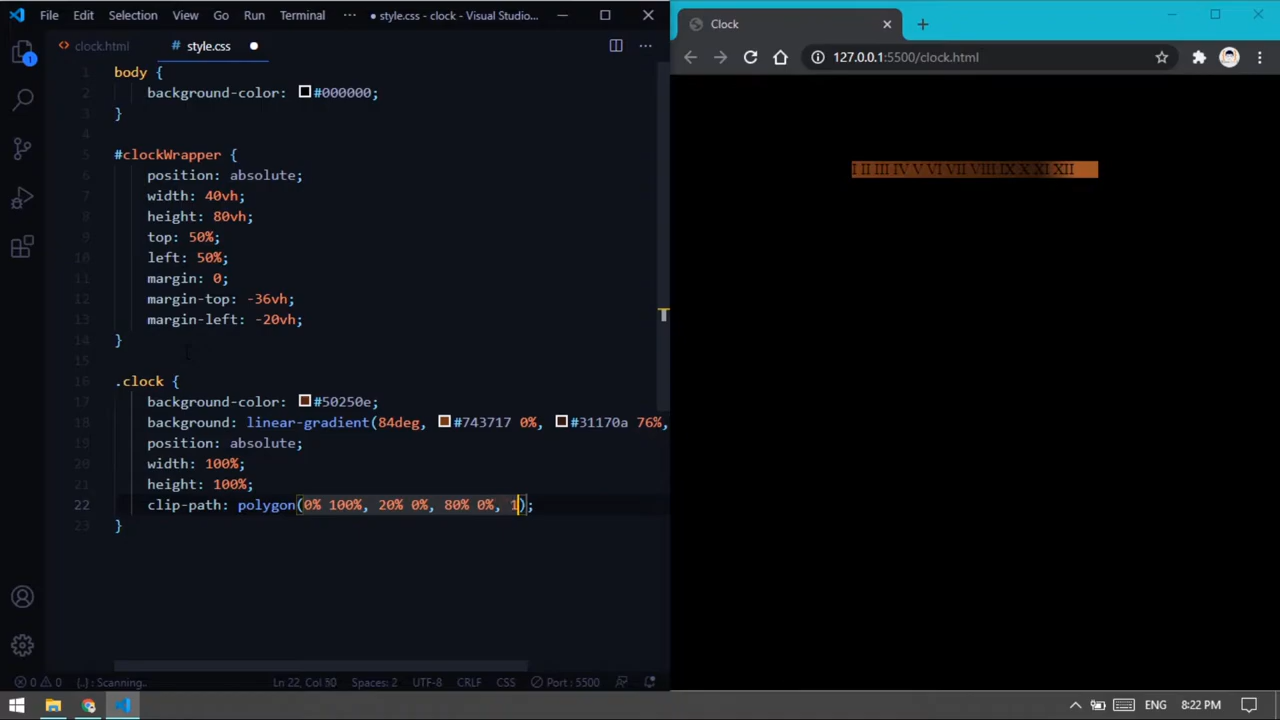 File Edit Selection View Go Run Terminal ··· ● style.css - clock - Visual Studio...
clock.html # style.css ●
1 body {
2 background-color: #000000;
3 }
4
5 #clockWrapper {
6 position: absolute;
7 width: 40vh;
8 height: 80vh;
9 top: 50%;
10 left: 50%;
11 margin: 0;
12 margin-top: -36vh;
13 margin-left: -20vh;
14 }
15
16 .clock {
17 background-color: #50250e;
18 background: linear-gradient(84deg, #743717 0%, #31170a 76%,
19 position: absolute;
20 width: 100%;
21 height: 100%;
22 clip-path: polygon(0% 100%, 20% 0%, 80% 0%, 1);
23 }
1
0 0 {..}: Scanning.. Ln 22, Col 30 Spaces: 2 UTF-8 CRLF CSS Port : 5500
Clock
127.0.0.1:5500/clock.html
I II III IV V VI VII VIII IX X XI XII
ENG 8:22 PM